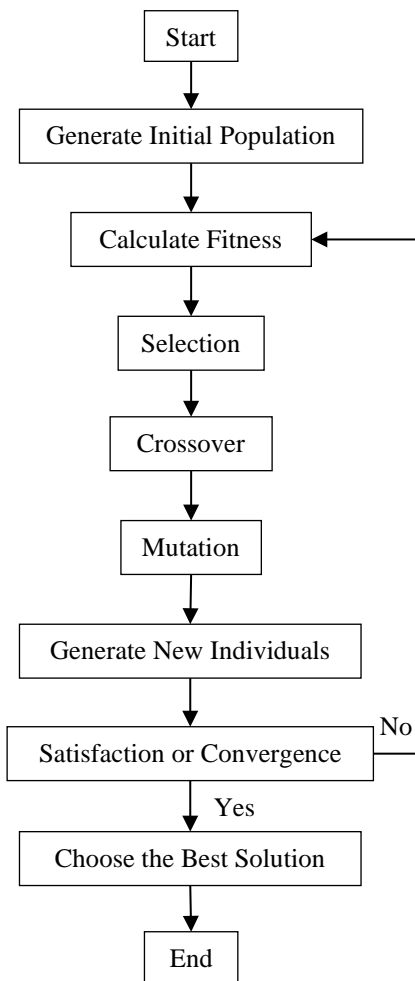 Start
Generate Initial Population
Calculate Fitness
Selection
Crossover
Mutation
Generate New Individuals
Satisfaction or Convergence
No
Yes
Choose the Best Solution
End